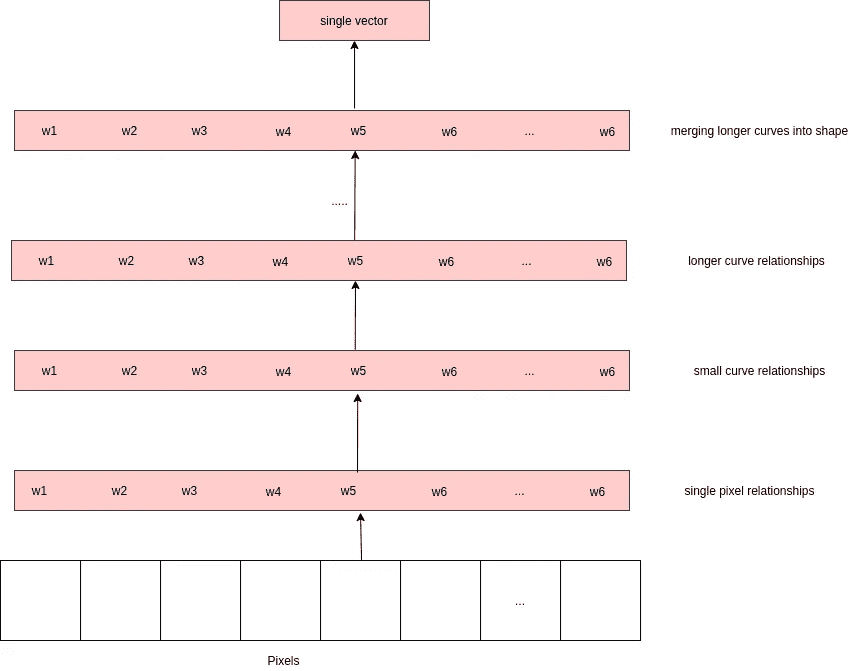 single vector
w1 w2 w3 w4 w5 w6 ... w6 merging longer curves into shape
.....
w1 w2 w3 w4 w5 w6 ... w6 longer curve relationships
w1 w2 w3 w4 w5 w6 ... w6 small curve relationships
w1 w2 w3 w4 w5 w6 ... w6 single pixel relationships
...
Pixels